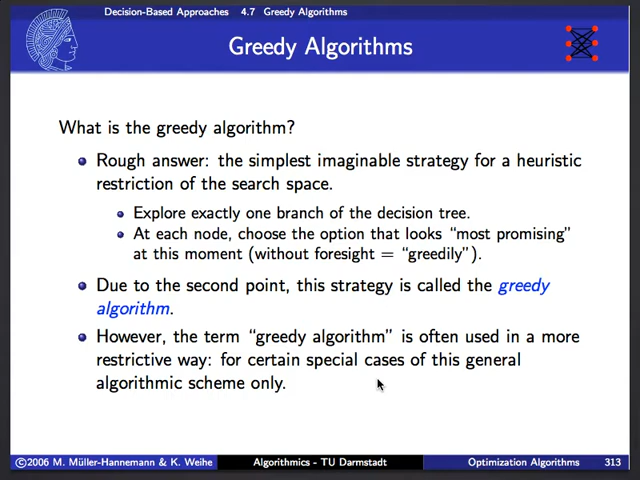 Decision-Based Approaches 4.7 Greedy Algorithms
Greedy Algorithms
What is the greedy algorithm?
Rough answer: the simplest imaginable strategy for a heuristic
restriction of the search space.
Explore exactly one branch of the decision tree.
At each node, choose the option that looks “most promising”
at this moment (without foresight = “greedily”).
Due to the second point, this strategy is called the greedy
algorithm.
However, the term “greedy algorithm” is often used in a more
restrictive way: for certain special cases of this general
algorithmic scheme only.
©2006 M. Müller-Hannemann & K. Weihe Algorithmics - TU Darmstadt Optimization Algorithms 313